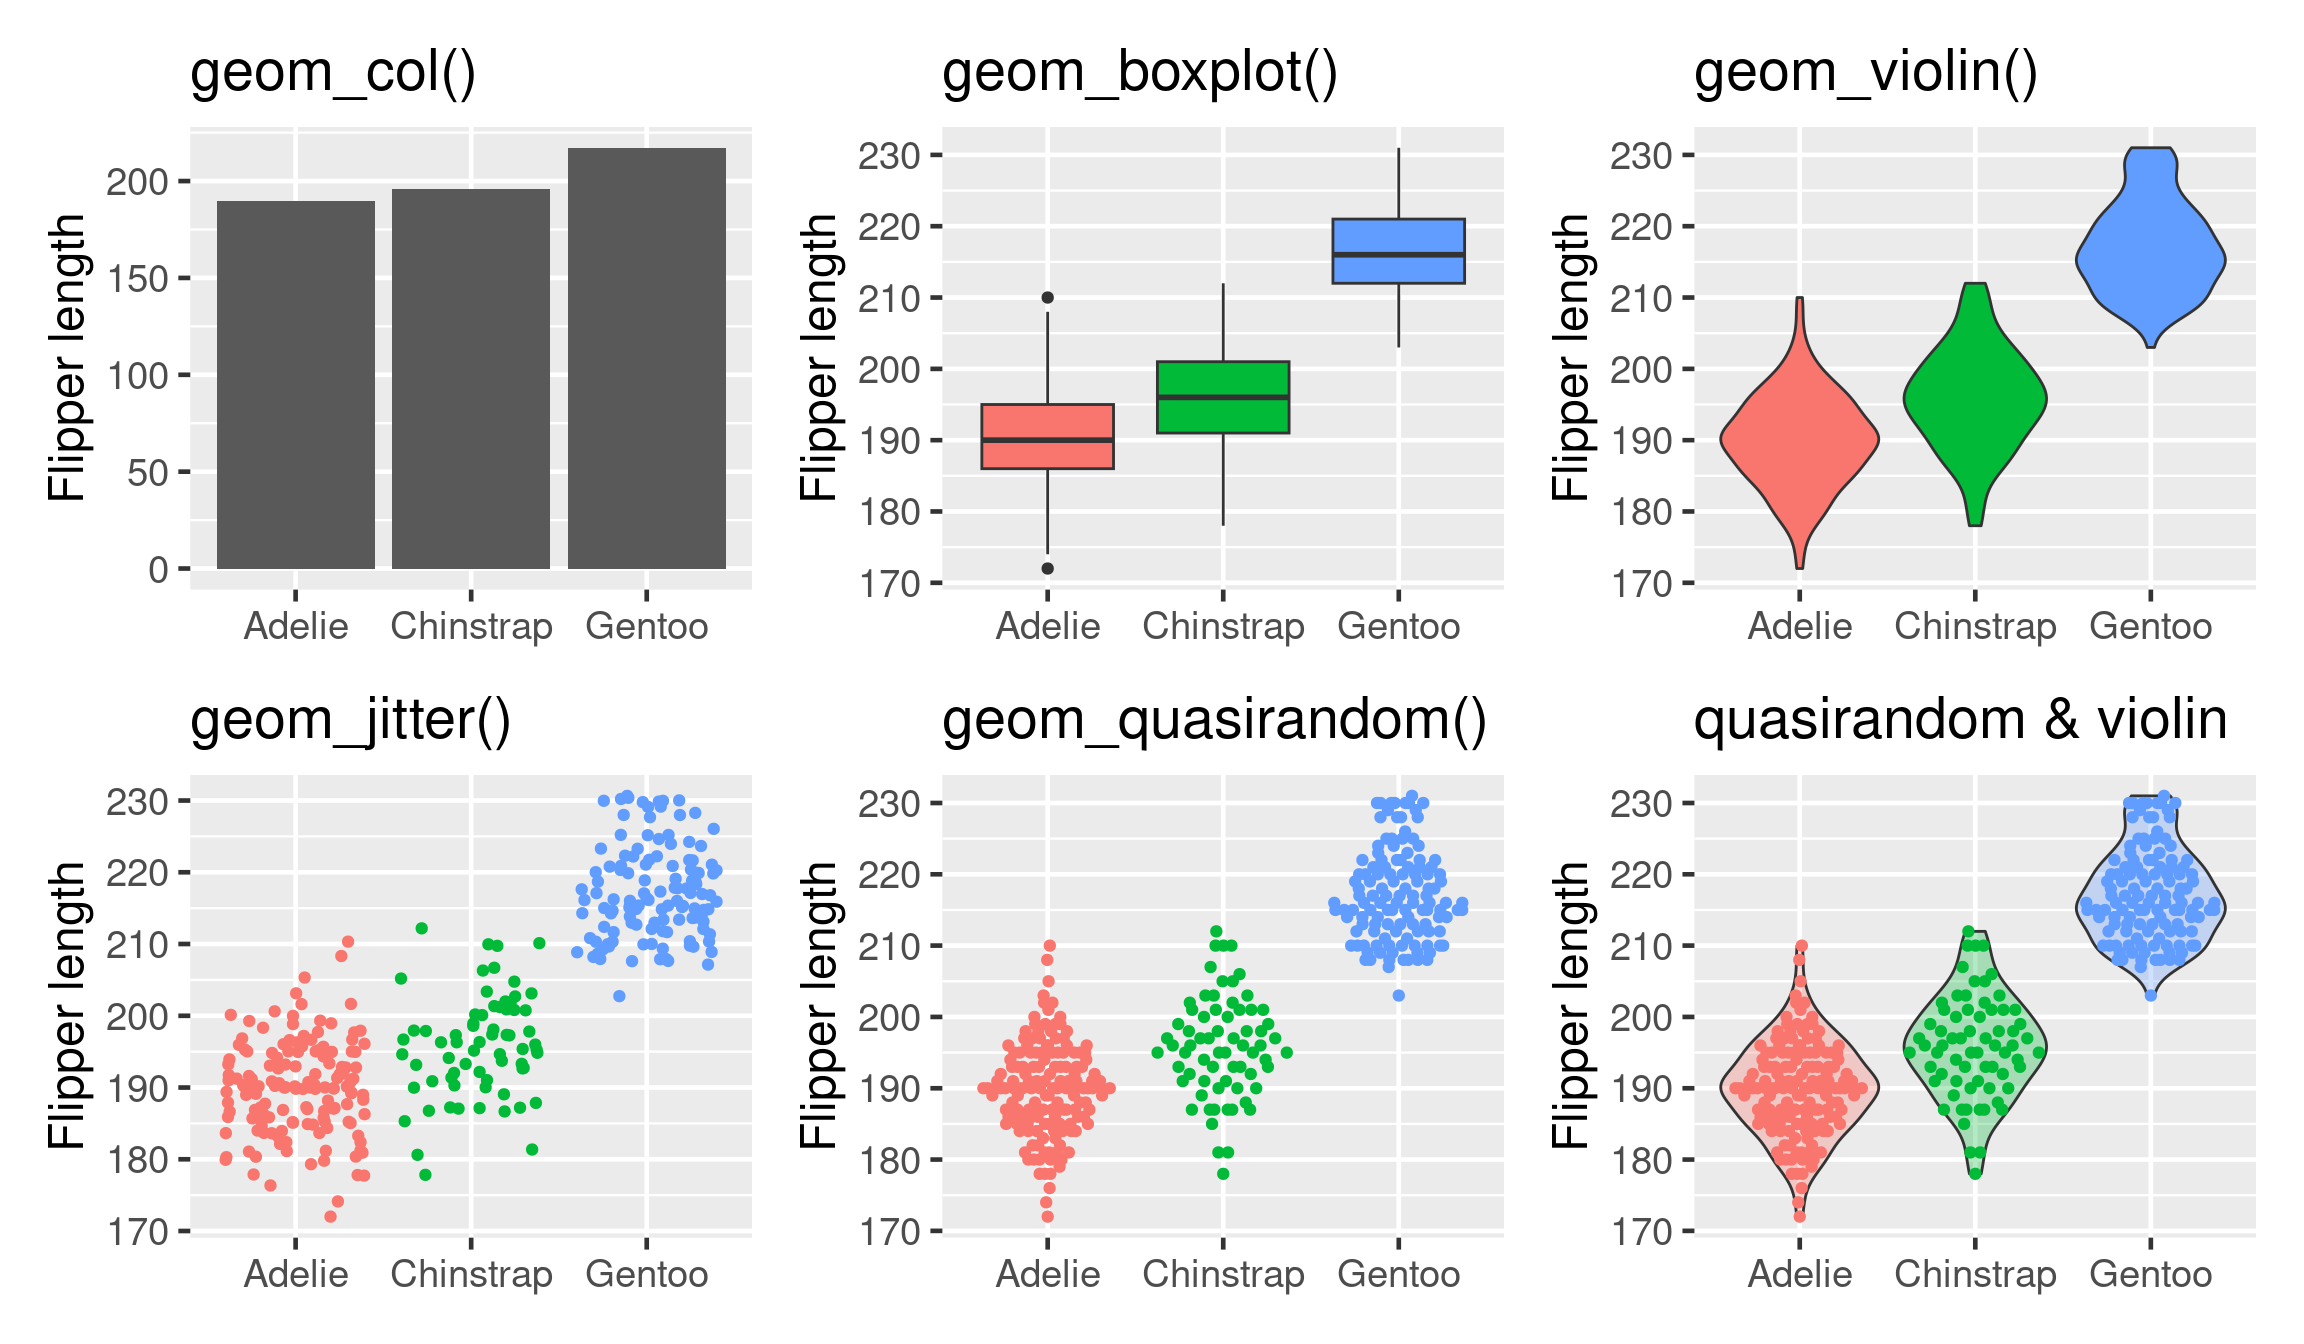 geom_col()
Flipper length
200
150
100
50
0
Adelie Chinstrap Gentoo
geom_boxplot()
Flipper length
230
220
210
200
190
180
170
Adelie Chinstrap Gentoo
geom_violin()
Flipper length
230
220
210
200
190
180
170
Adelie Chinstrap Gentoo
geom_jitter()
Flipper length
230
220
210
200
190
180
170
Adelie Chinstrap Gentoo
geom_quasirandom()
Flipper length
230
220
210
200
190
180
170
Adelie Chinstrap Gentoo
quasirandom & violin
Flipper length
230
220
210
200
190
180
170
Adelie Chinstrap Gentoo